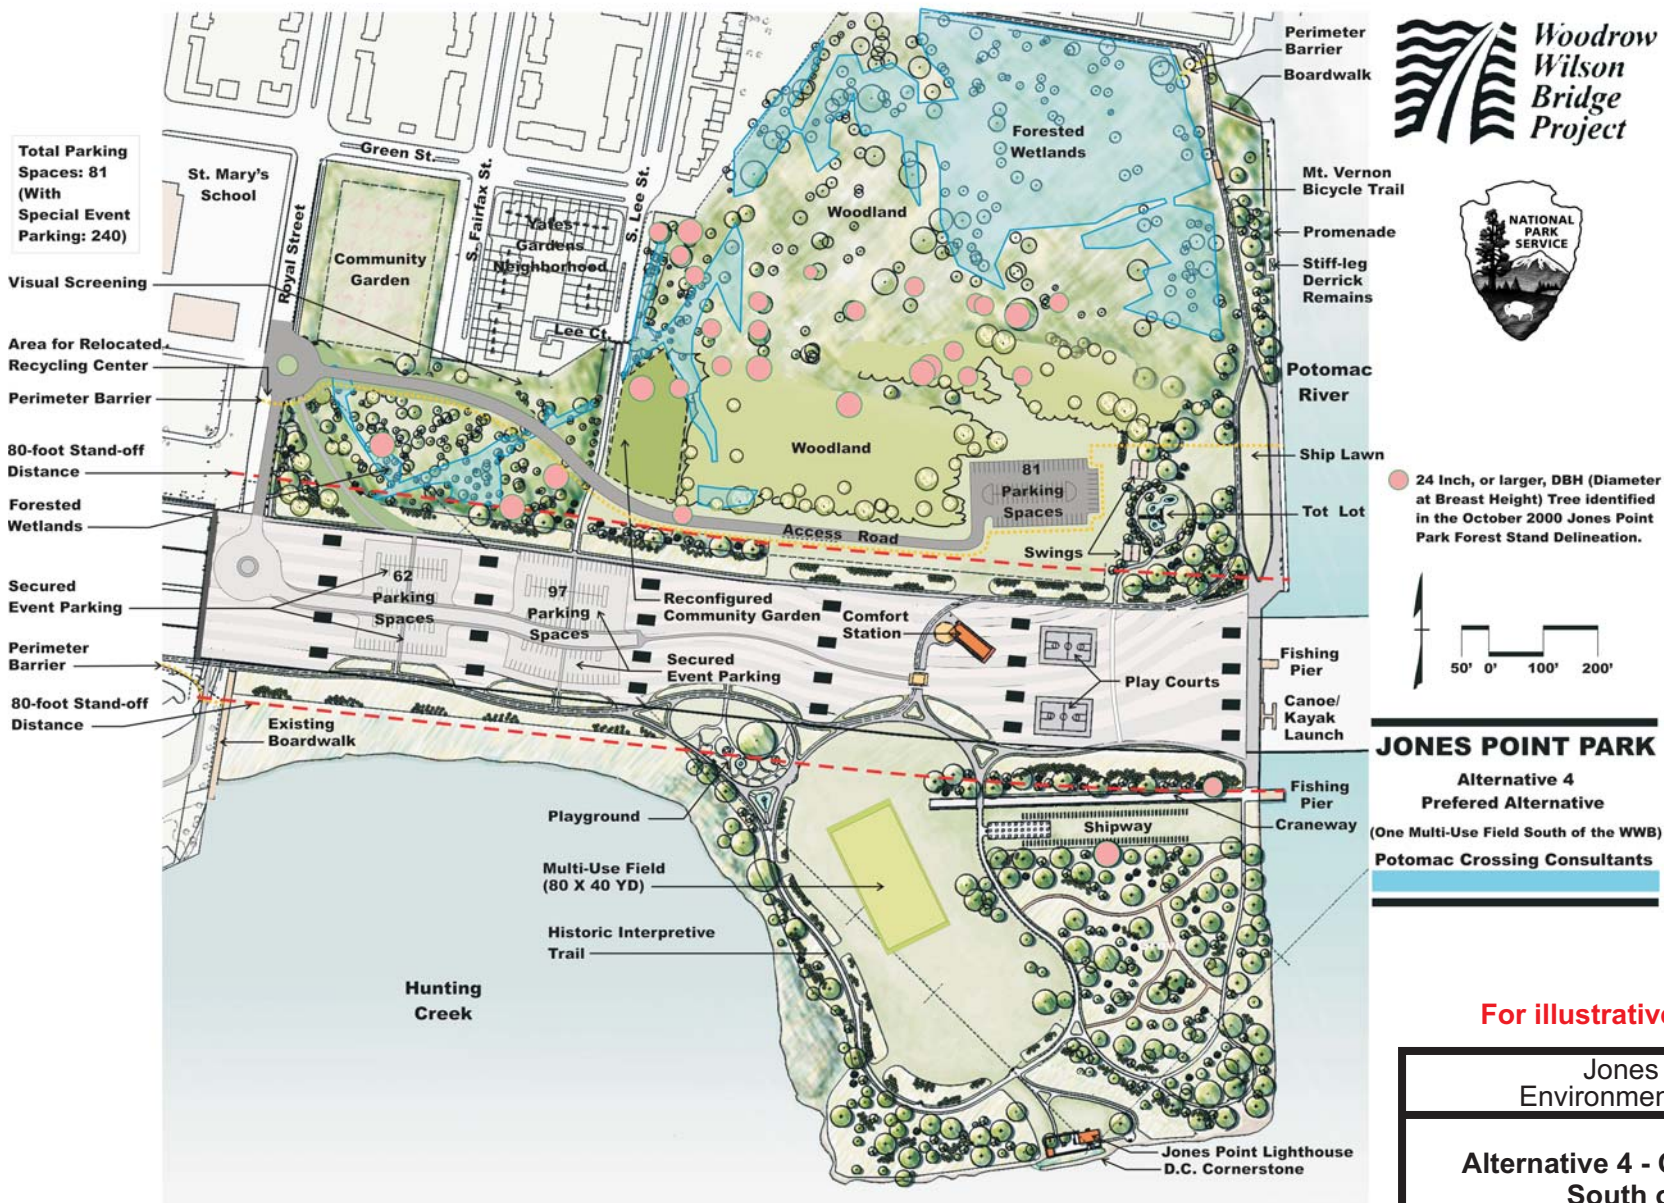 Total Parking
Spaces: 81
(With
Special Event
Parking: 240)
Visual Screening
Area for Relocated
Recycling Center
Perimeter Barrier
80-foot Stand-off
Distance
Forested
Wetlands
Secured
Event Parking
Perimeter
Barrier
80-foot Stand-off
Distance
St. Mary's
School
Royal Street
Green St.
S. Fairfax St.
S. Lee St.
Community
Garden
Yates
Gardens
Neighborhood
Lee Ct.
Woodland
Forested
Wetlands
Woodland
81
Parking
Spaces
Access Road
Swings
62
Parking
Spaces
97
Parking
Spaces
Reconfigured
Community Garden
Comfort
Station
Secured
Event Parking
Play Courts
Existing
Boardwalk
Playground
Multi-Use Field
(80 X 40 YD)
Historic Interpretive
Trail
Hunting
Creek
Shipway
Perimeter
Barrier
Boardwalk
Mt. Vernon
Bicycle Trail
Promenade
Stiff-leg
Derrick
Remains
Potomac
River
Ship Lawn
Tot Lot
Fishing
Pier
Canoe/
Kayak
Launch
Fishing
Pier
Craneway
Jones Point Lighthouse
D.C. Cornerstone
Woodrow
Wilson
Bridge
Project
NATIONAL
PARK
SERVICE
24 Inch, or larger, DBH (Diameter
at Breast Height) Tree identified
in the October 2000 Jones Point
Park Forest Stand Delineation.
50' 0' 100' 200'
JONES POINT PARK
Alternative 4
Prefered Alternative
(One Multi-Use Field South of the WWB)
Potomac Crossing Consultants
For illustrative
Jones
Environmen
Alternative 4 -
South